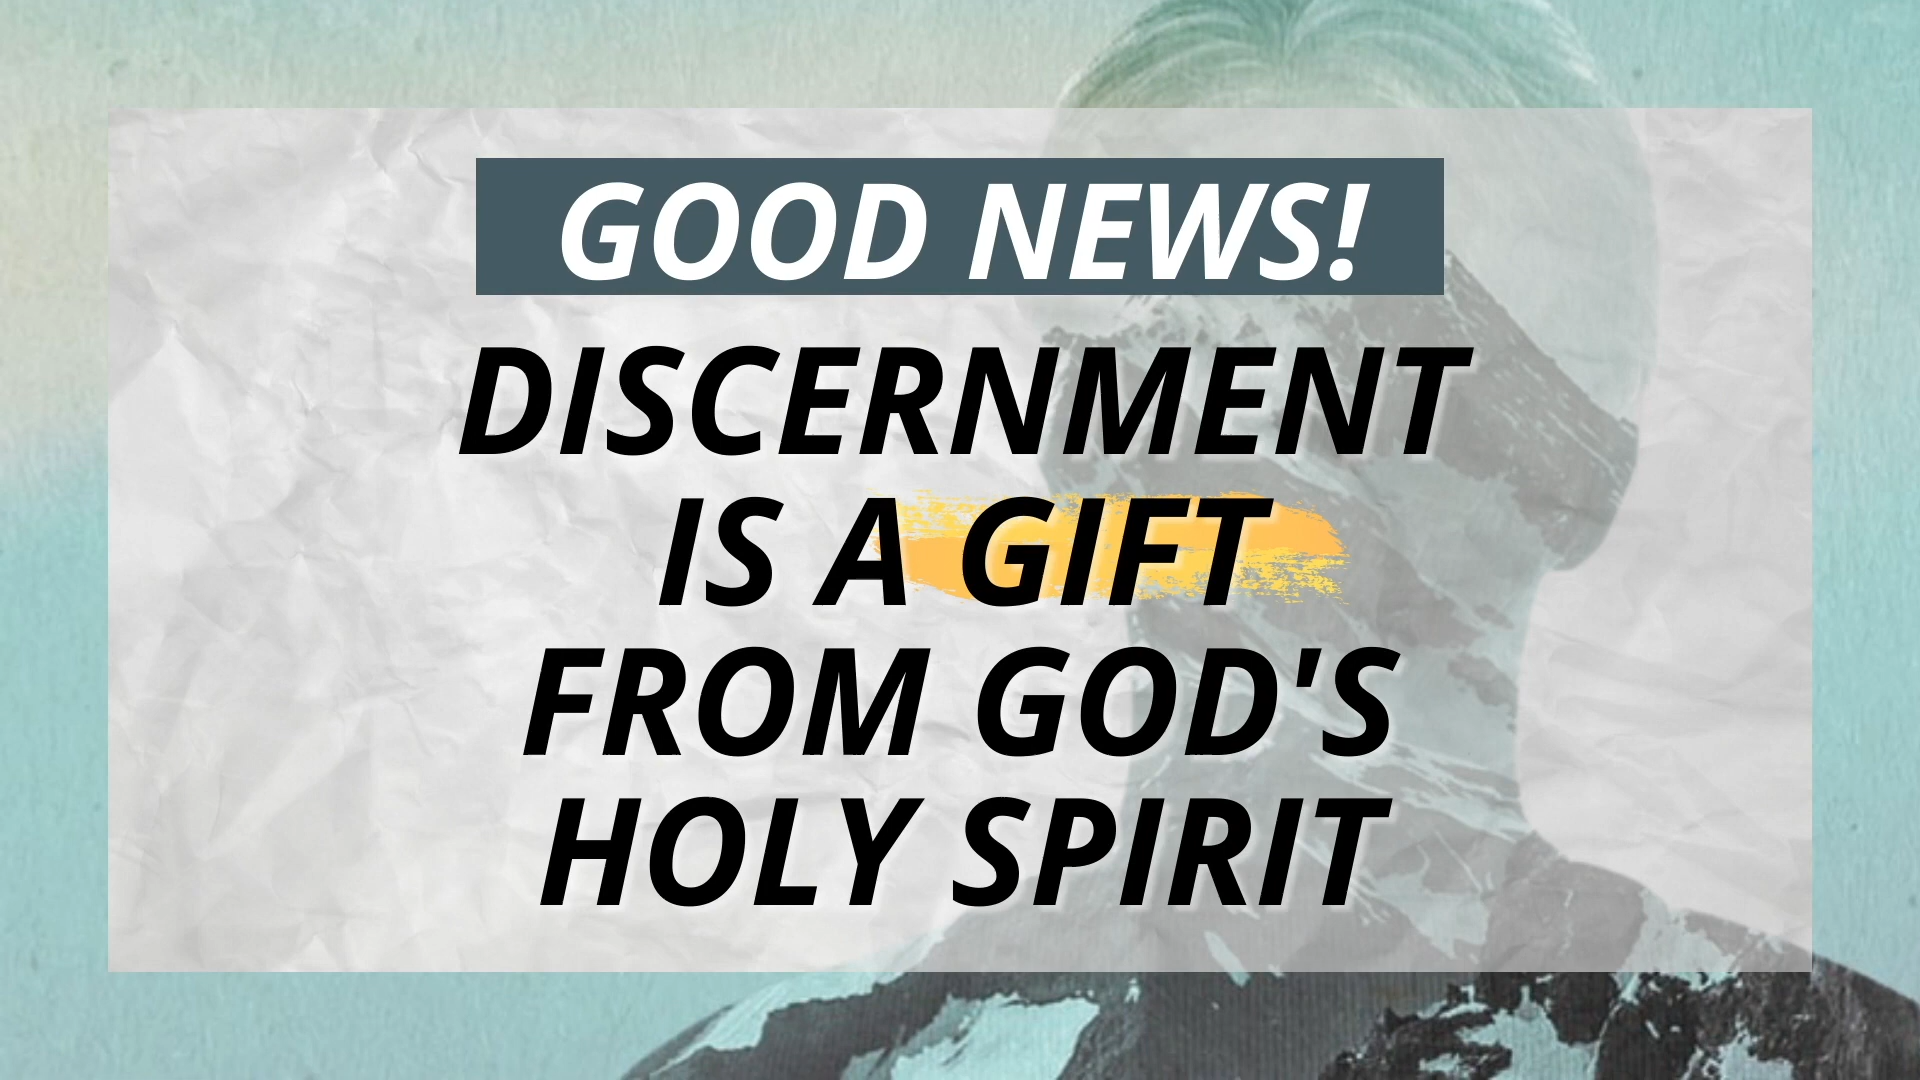 GOOD NEWS!
DISCERNMENT
IS A GIFT
FROM GOD'S
HOLY SPIRIT